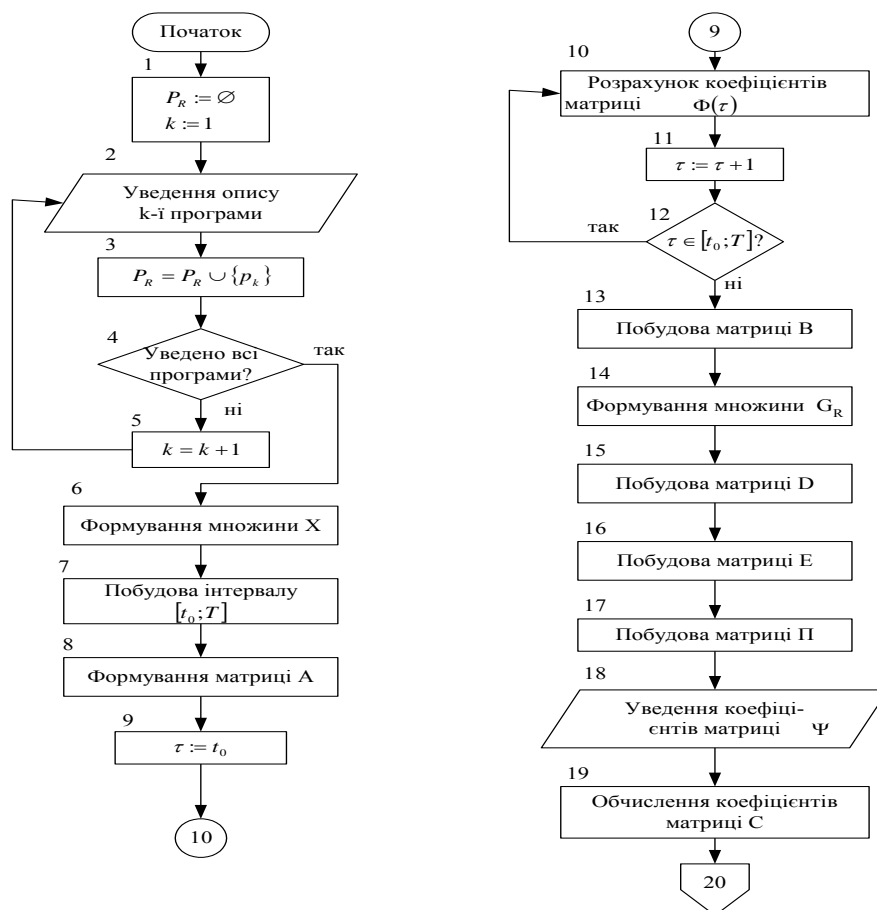 Початок
1
P_R := ∅
k := 1
2
Уведення опису
k-ї програми
3
P_R = P_R ∪ {p_k}
4
Уведено всі
програми?
так
ні
5
k = k + 1
6
Формування множини X
7
Побудова інтервалу
[t_0; T]
8
Формування матриці А
9
τ := t_0
10
9
10
Розрахунок коефіцієнтів
матриці Φ(τ)
11
τ := τ + 1
12
τ ∈ [t_0; T]?
так
ні
13
Побудова матриці В
14
Формування множини G_R
15
Побудова матриці D
16
Побудова матриці Е
17
Побудова матриці П
18
Уведення коефіці-
єнтів матриці Ψ
19
Обчислення коефіцієнтів
матриці С
20